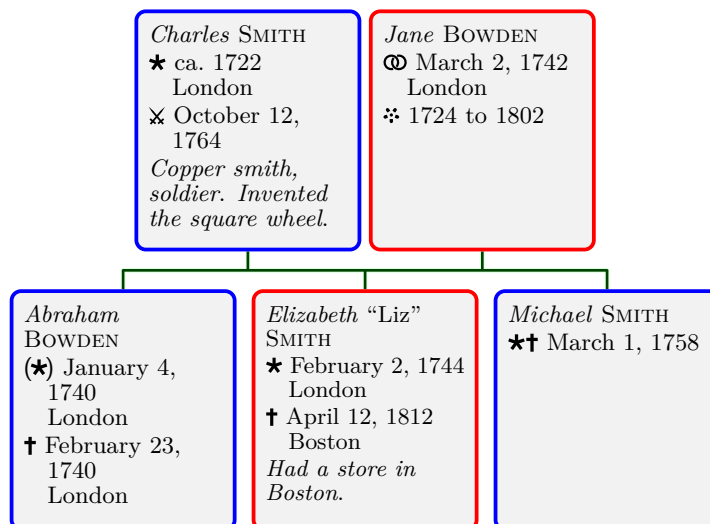 Charles SMITH
* ca. 1722
London
⚔ October 12,
1764
Copper smith,
soldier. Invented
the square wheel.
Jane BOWDEN
⚭ March 2, 1742
London
⁘ 1724 to 1802
Abraham
BOWDEN
(*) January 4,
1740
London
† February 23,
1740
London
Elizabeth “Liz”
SMITH
* February 2, 1744
London
† April 12, 1812
Boston
Had a store in
Boston.
Michael SMITH
*† March 1, 1758